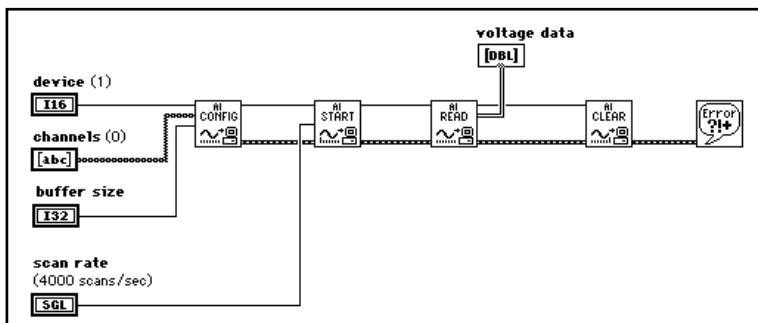 voltage data
[DBL]
device (1)
I16
AI
CONFIG
AI
START
AI
READ
AI
CLEAR
Error
?!+
channels (0)
[abc]
buffer size
I32
scan rate
(4000 scans/sec)
SGL